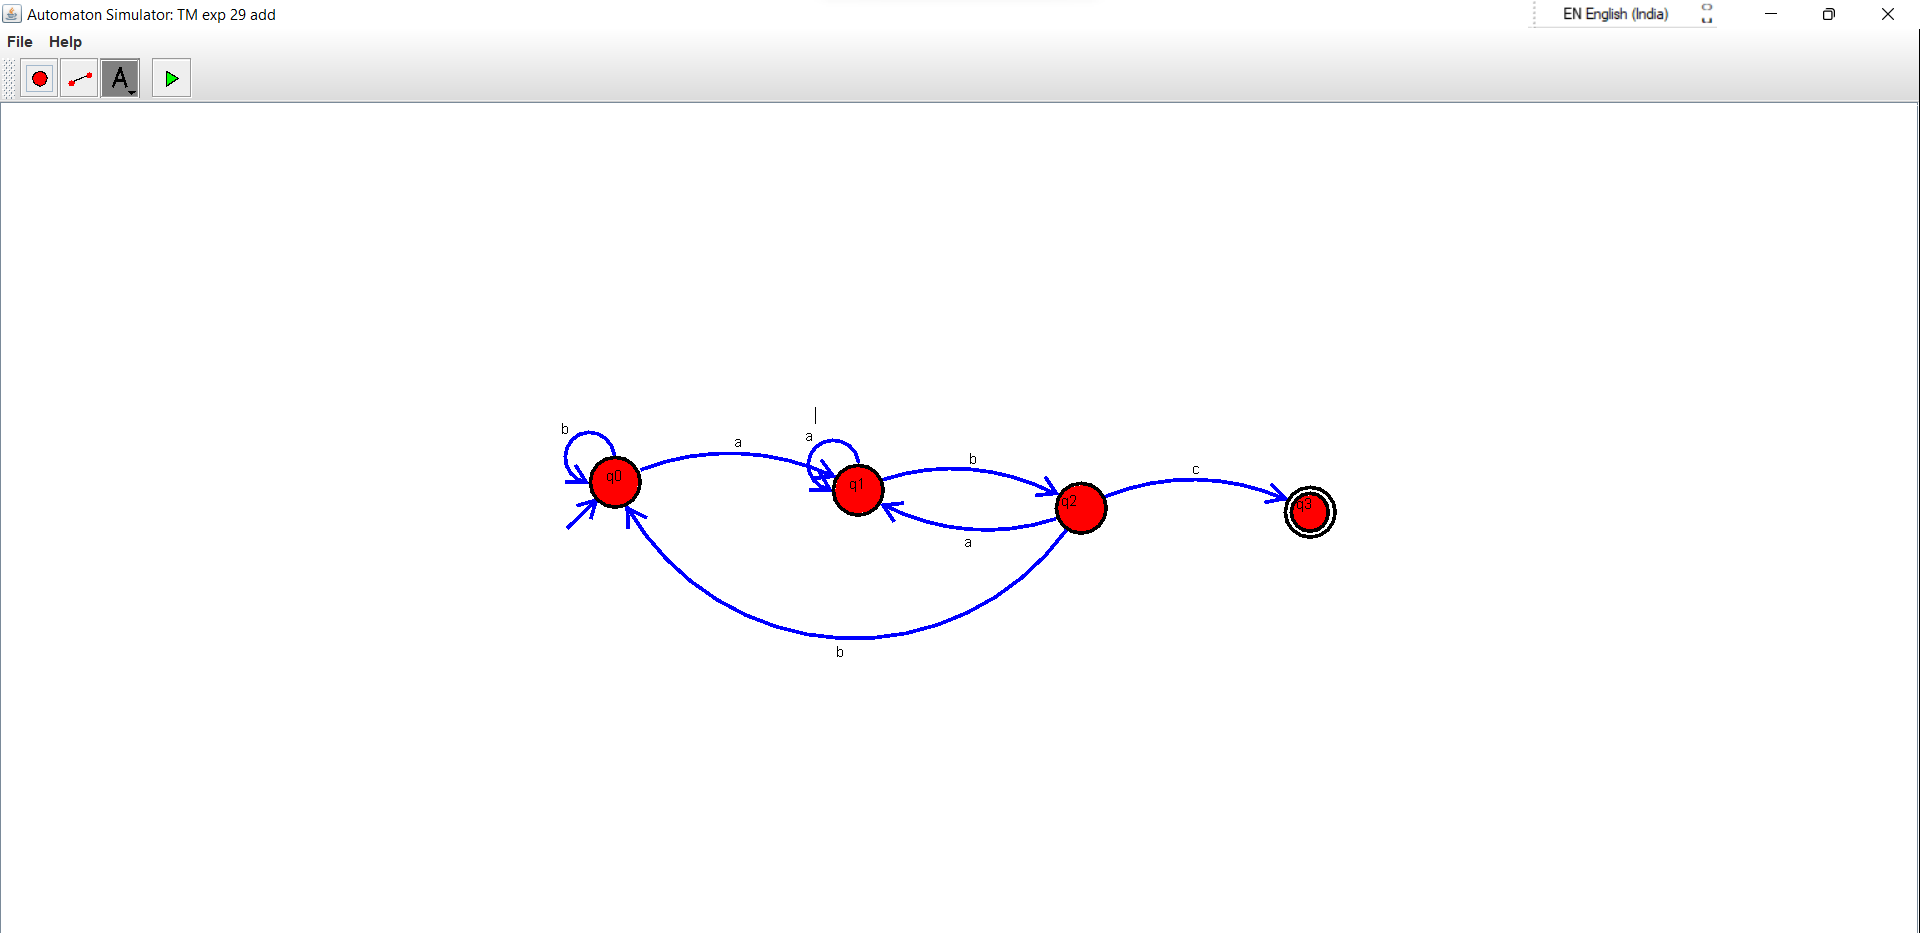 Automaton Simulator: TM exp 29 add
EN English (India)
File Help
A
b
a
a
b
c
q0
q1
q2
q3
a
b